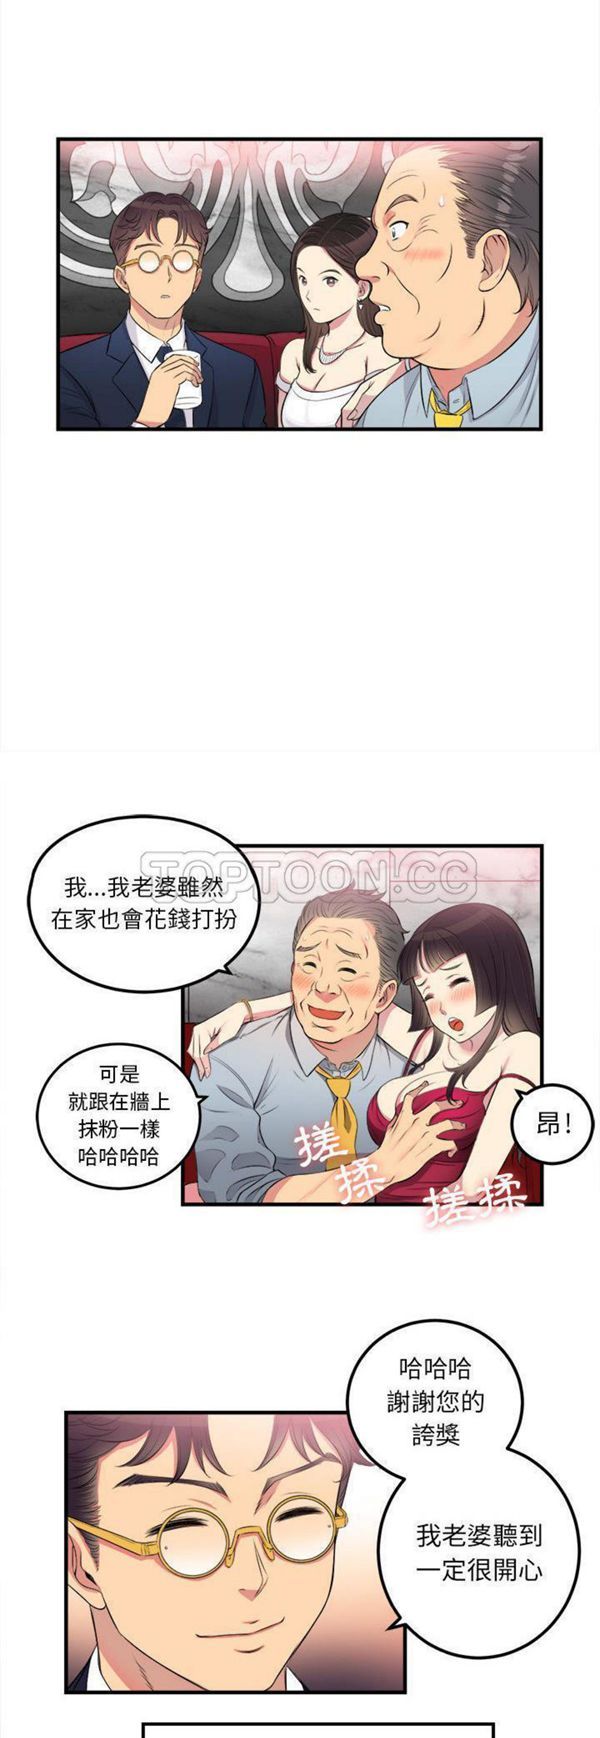 TOPTOON.CC
我...我老婆雖然
在家也會花錢打扮
可是
就跟在牆上
抹粉一樣
哈哈哈哈
昂!
搓
揉
搓揉
哈哈哈
謝謝您的
誇獎
我老婆聽到
一定很開心